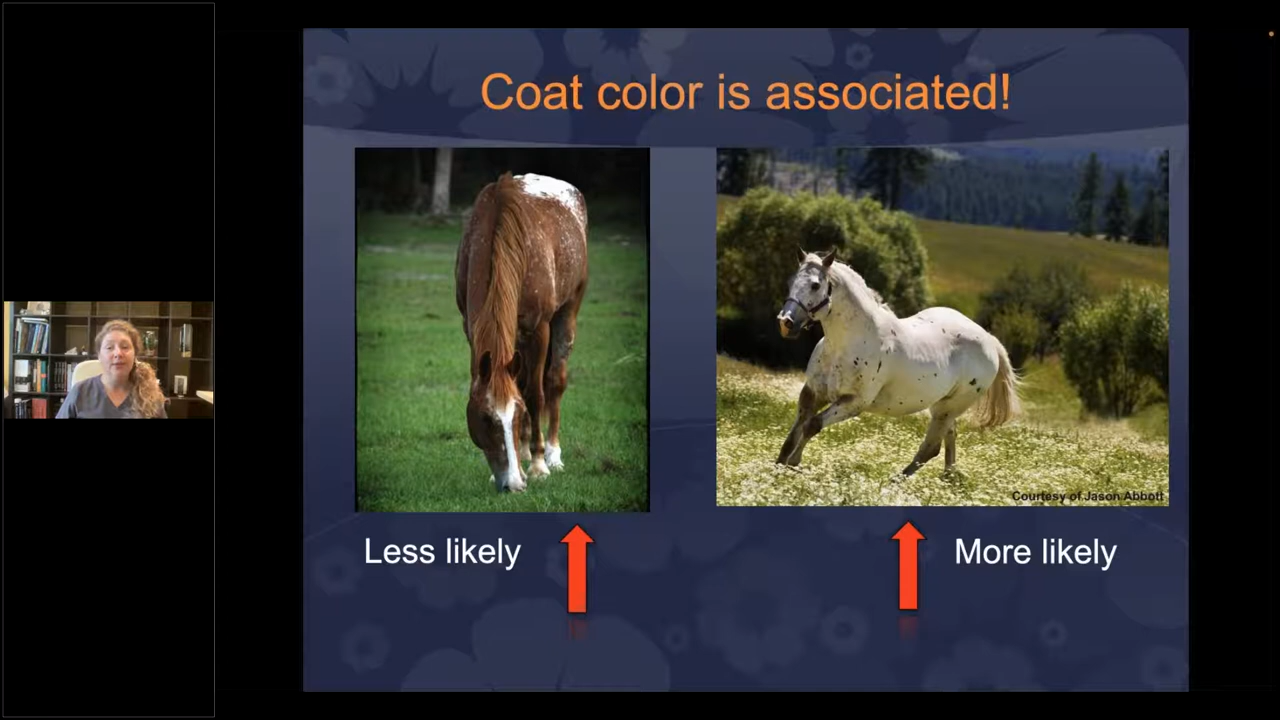 Coat color is associated!
Courtesy of Jason Abbott
Less likely
More likely